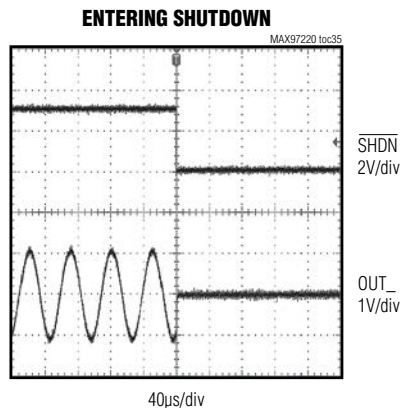 ENTERING SHUTDOWN
MAX97220 toc35
SHDN
2V/div
OUT_
1V/div
40µs/div